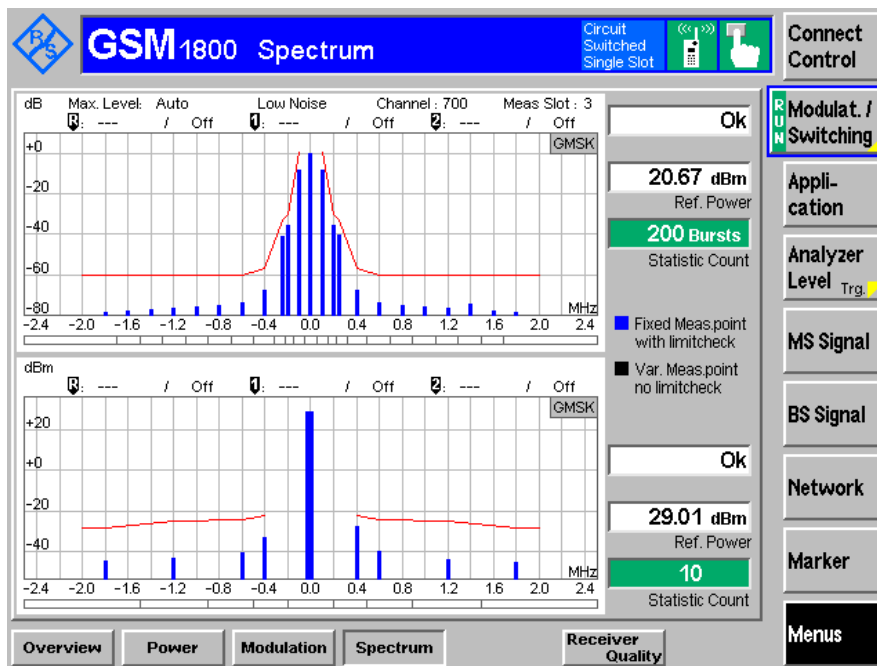 R&S
GSM 1800 Spectrum
Circuit
Switched
Single Slot
Connect
Control
dB Max. Level: Auto Low Noise Channel : 700 Meas Slot : 3
R: --- / Off 1: --- / Off 2: --- / Off
GMSK
+0
-20
-40
-60
-80
MHz
-2.4 -2.0 -1.6 -1.2 -0.8 -0.4 0.0 0.4 0.8 1.2 1.6 2.0 2.4
Ok
20.67 dBm
Ref. Power
200 Bursts
Statistic Count
Fixed Meas.point
with limitcheck
Var. Meas.point
no limitcheck
dBm
R: --- / Off 1: --- / Off 2: --- / Off
GMSK
+20
+0
-20
-40
MHz
-2.4 -2.0 -1.6 -1.2 -0.8 -0.4 0.0 0.4 0.8 1.2 1.6 2.0 2.4
Ok
29.01 dBm
Ref. Power
10
Statistic Count
RUN
Modulat. /
Switching
Appli-
cation
Analyzer
Level Trg.
MS Signal
BS Signal
Network
Marker
Menus
Overview Power Modulation Spectrum
Receiver
Quality